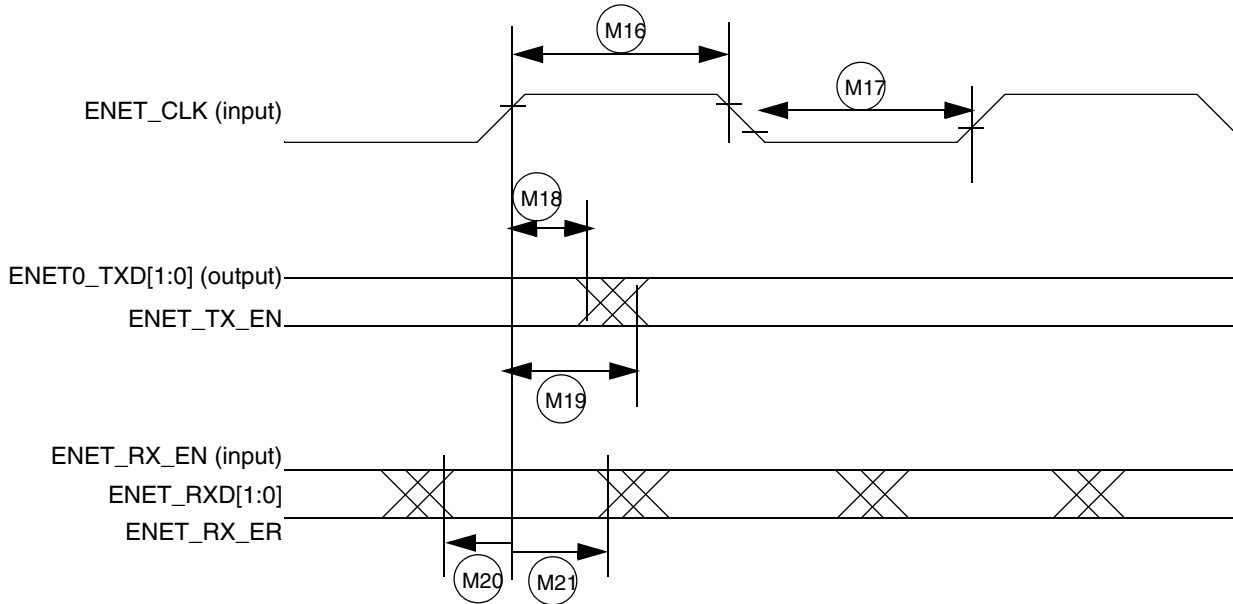 M16
M17
ENET_CLK (input)
M18
ENET0_TXD[1:0] (output)
ENET_TX_EN
M19
ENET_RX_EN (input)
ENET_RXD[1:0]
ENET_RX_ER
M20
M21